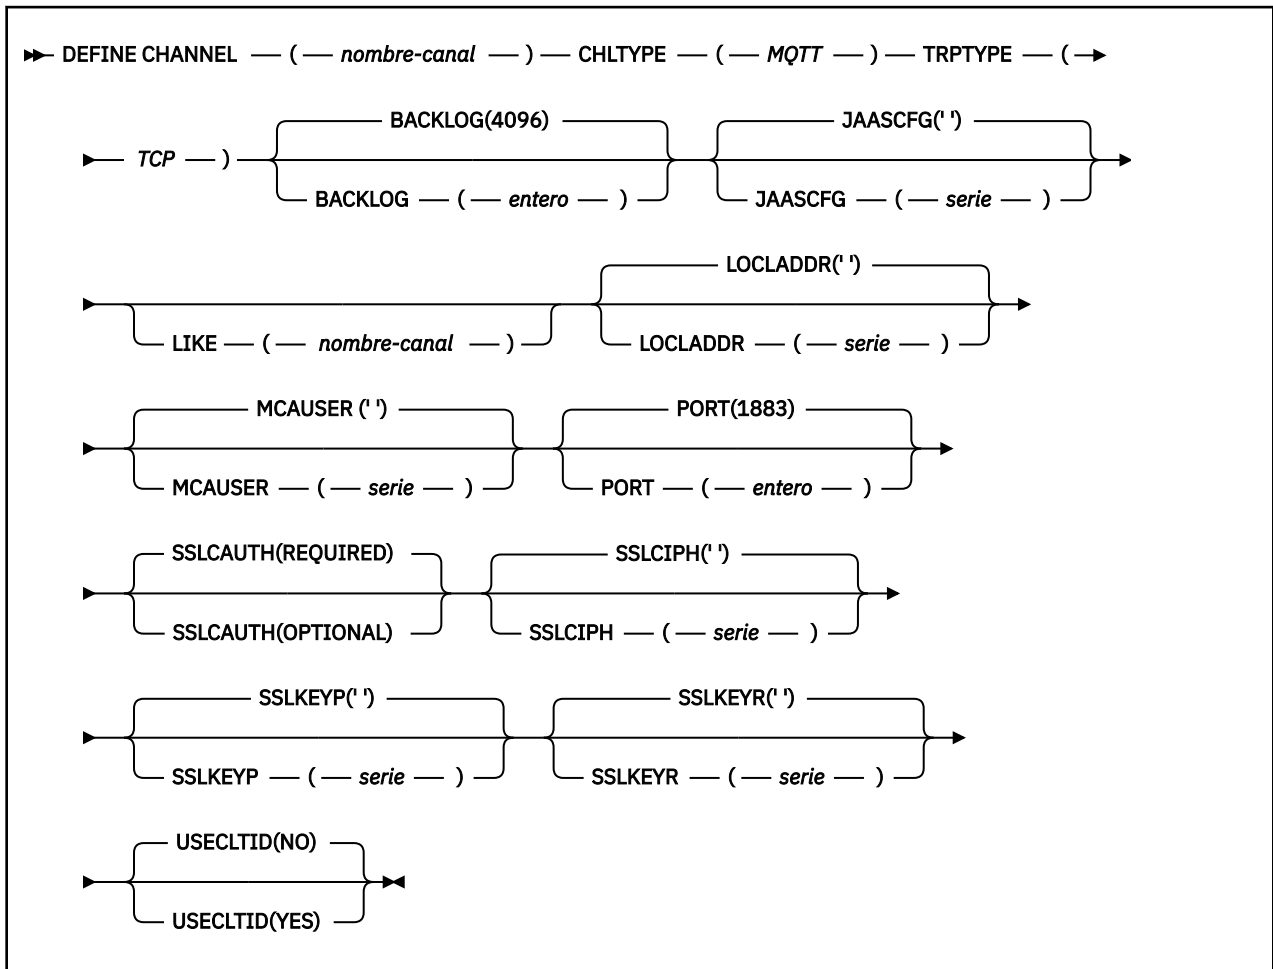 DEFINE CHANNEL ( nombre-canal ) CHLTYPE ( MQTT ) TRPTYPE (
BACKLOG(4096) JAASCFG(' ')
TCP )
BACKLOG ( entero ) JAASCFG ( serie )
LOCLADDR(' ')
LIKE ( nombre-canal ) LOCLADDR ( serie )
MCAUSER (' ') PORT(1883)
MCAUSER ( serie ) PORT ( entero )
SSLCAUTH(REQUIRED) SSLCIPH(' ')
SSLCAUTH(OPTIONAL) SSLCIPH ( serie )
SSLKEYP(' ') SSLKEYR(' ')
SSLKEYP ( serie ) SSLKEYR ( serie )
USECLTID(NO)
USECLTID(YES)